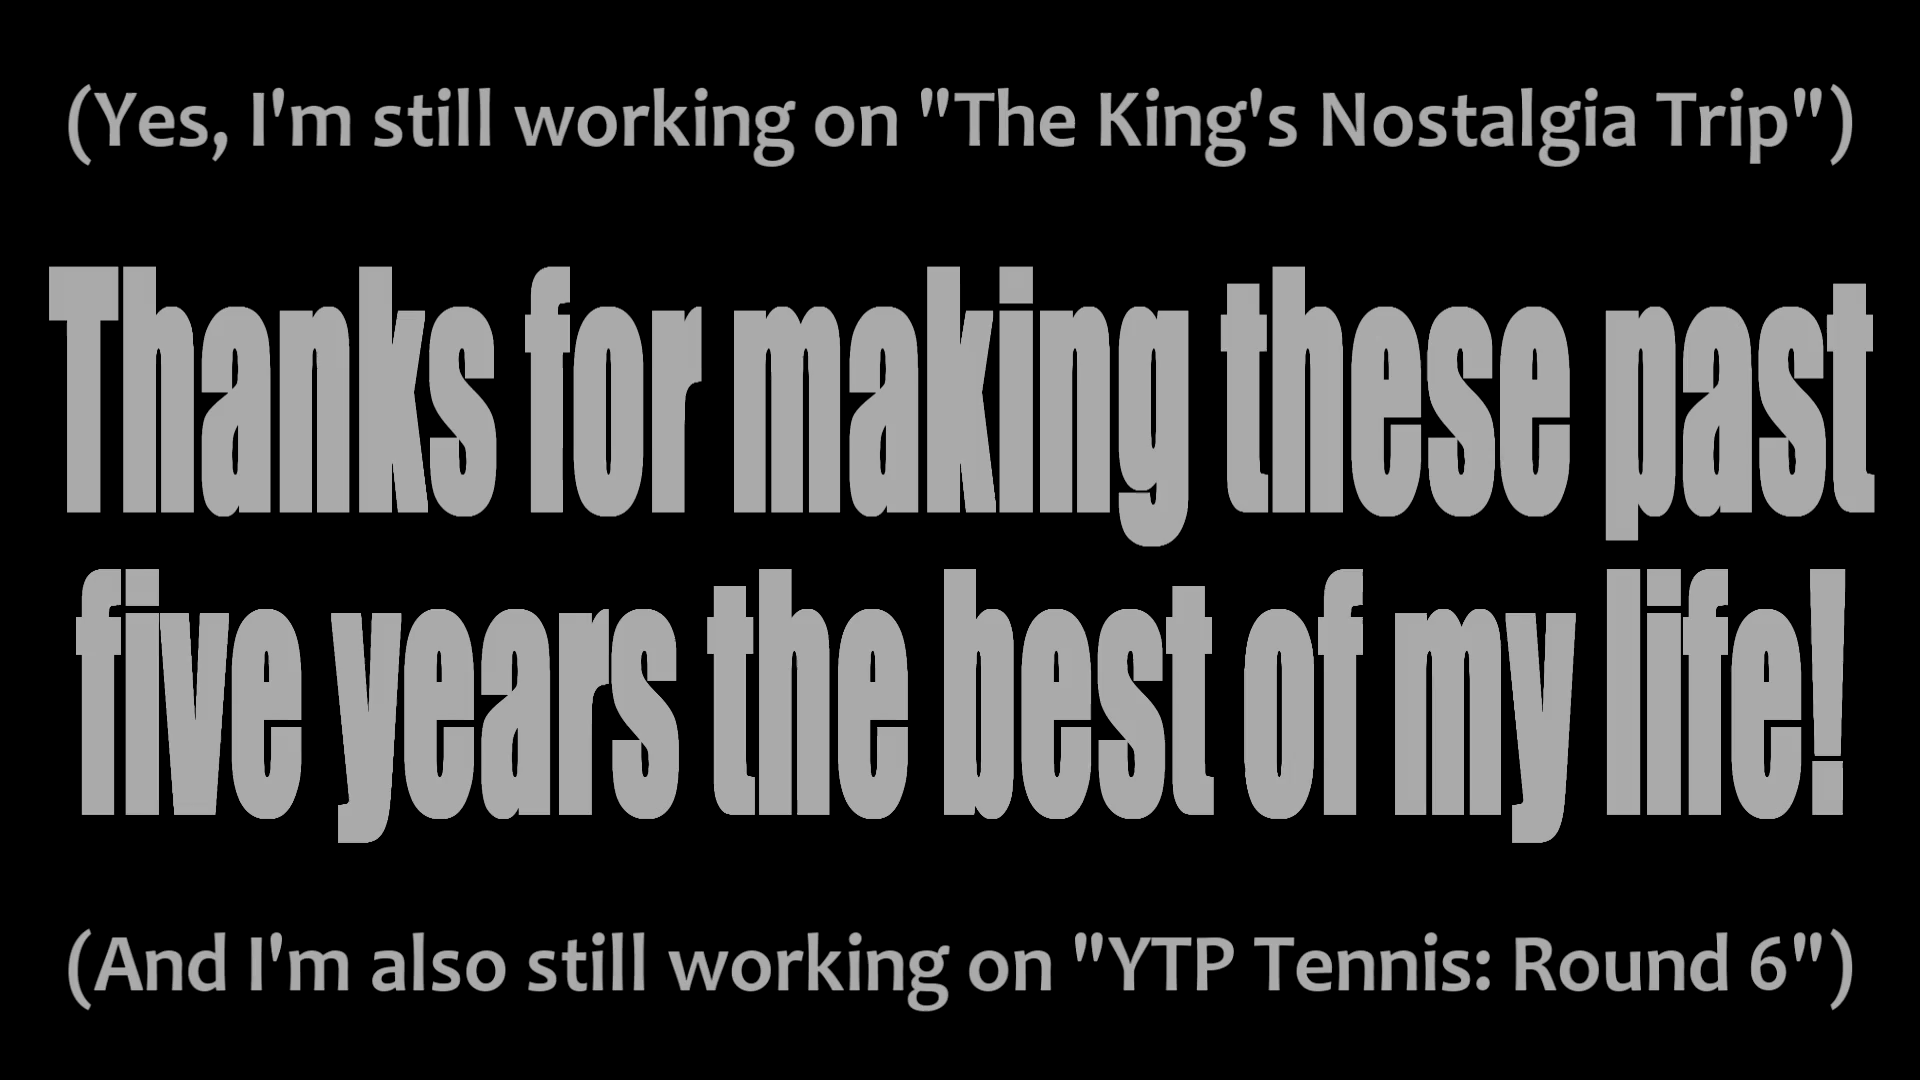 (Yes, I'm still working on "The King's Nostalgia Trip")
Thanks for making these past
five years the best of my life!
(And I'm also still working on "YTP Tennis: Round 6")